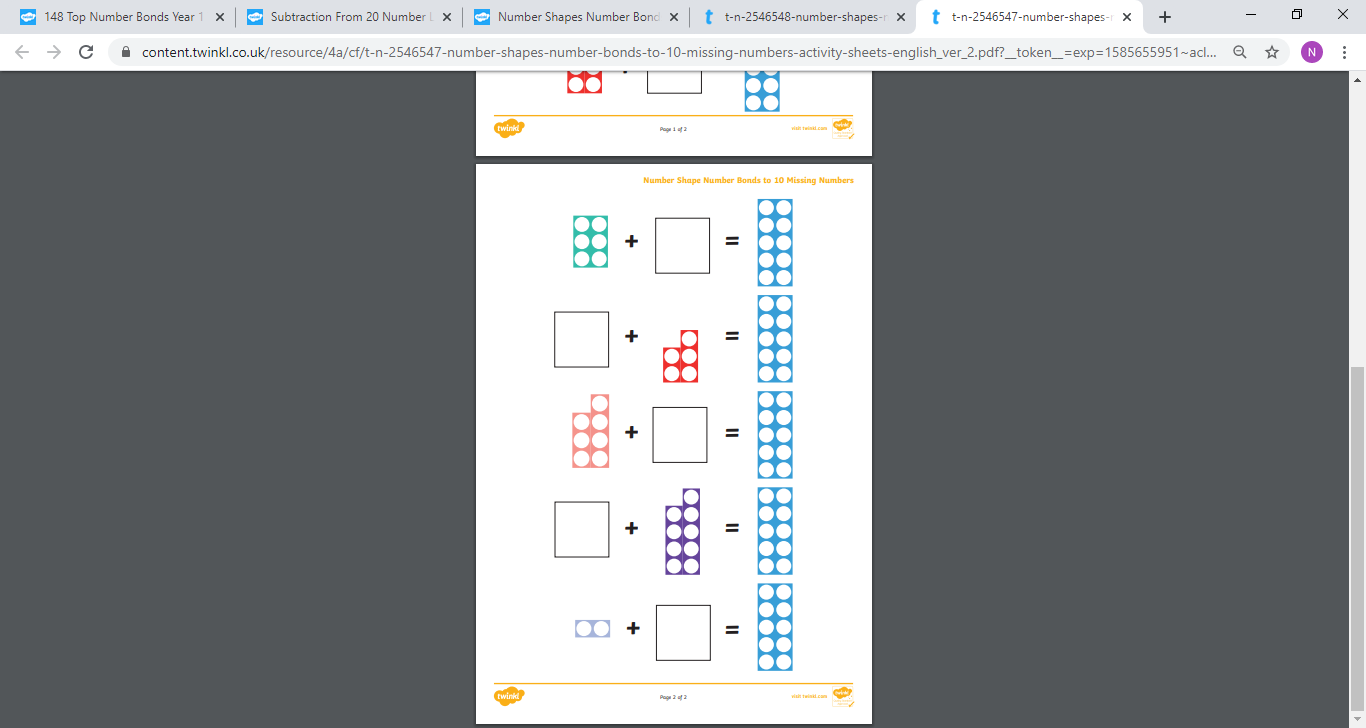 148 Top Number Bonds Year 1
Subtraction From 20 Number L
Number Shapes Number Bond
t-n-2546548-number-shapes-n
t-n-2546547-number-shapes-n
content.twinkl.co.uk/resource/4a/cf/t-n-2546547-number-shapes-number-bonds-to-10-missing-numbers-activity-sheets-english_ver_2.pdf?__token__=exp=1585655951~acl...
N
twinkl
Page 1 of 2
visit twinkl.com
twinkl
Number Shape Number Bonds to 10 Missing Numbers
+ =
+ =
+ =
+ =
+ =
twinkl
Page 2 of 2
visit twinkl.com
twinkl